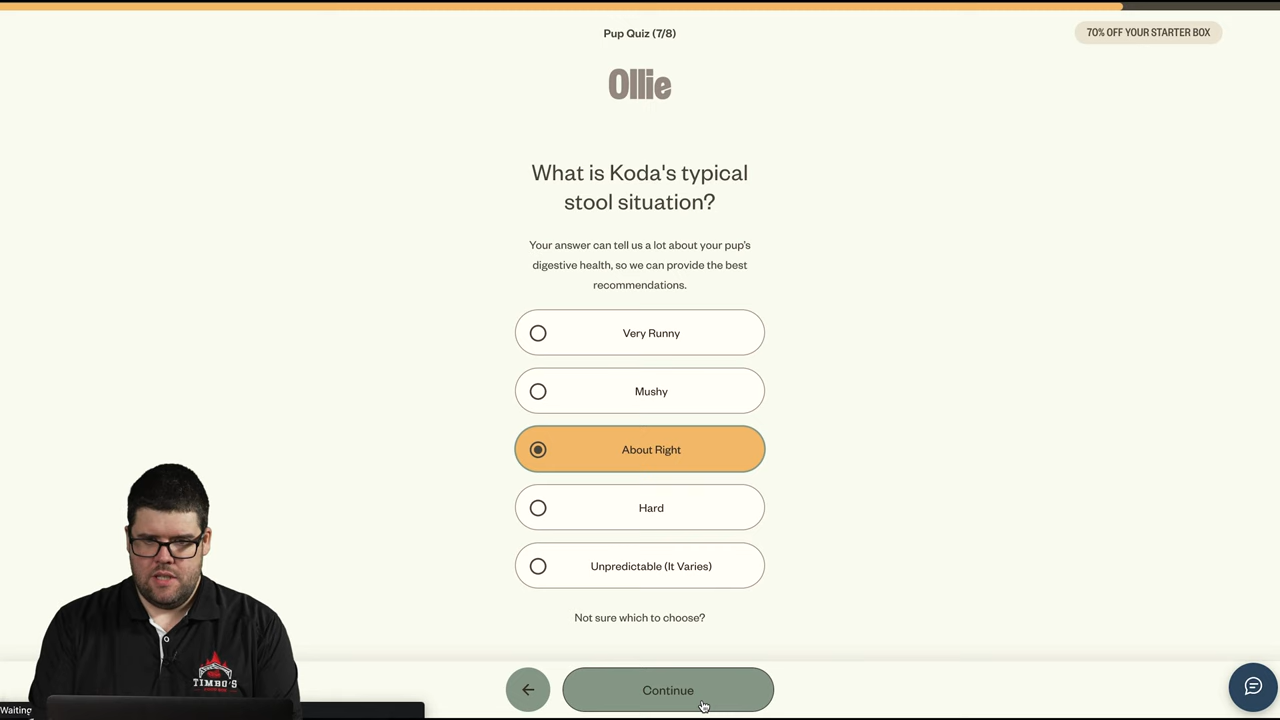 Pup Quiz (7/8)
70% OFF YOUR STARTER BOX
Ollie
What is Koda's typical
stool situation?
Your answer can tell us a lot about your pup's
digestive health, so we can provide the best
recommendations.
Very Runny
Mushy
About Right
Hard
Unpredictable (It Varies)
Not sure which to choose?
Continue
TIMBO'S
Waiting